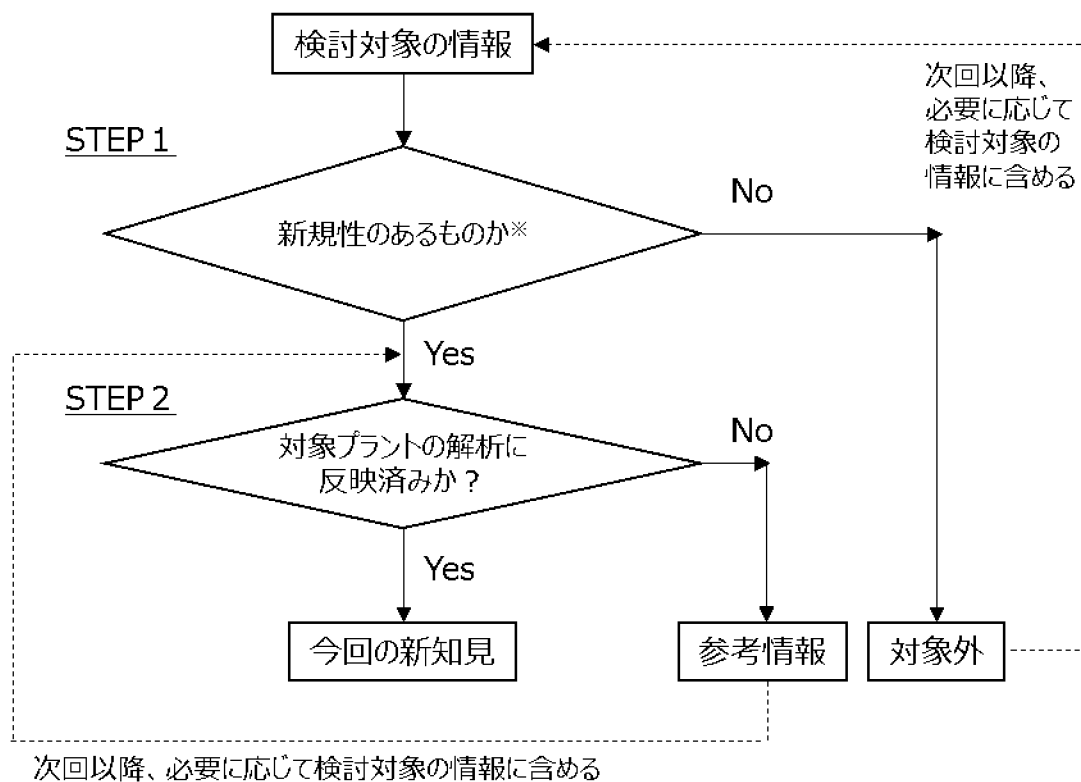 検討対象の情報
次回以降、
必要に応じて
検討対象の
情報に含める
STEP 1
No
新規性のあるものか※
Yes
STEP 2
No
対象プラントの解析に
反映済みか？
Yes
今回の新知見
参考情報
対象外
次回以降、必要に応じて検討対象の情報に含める